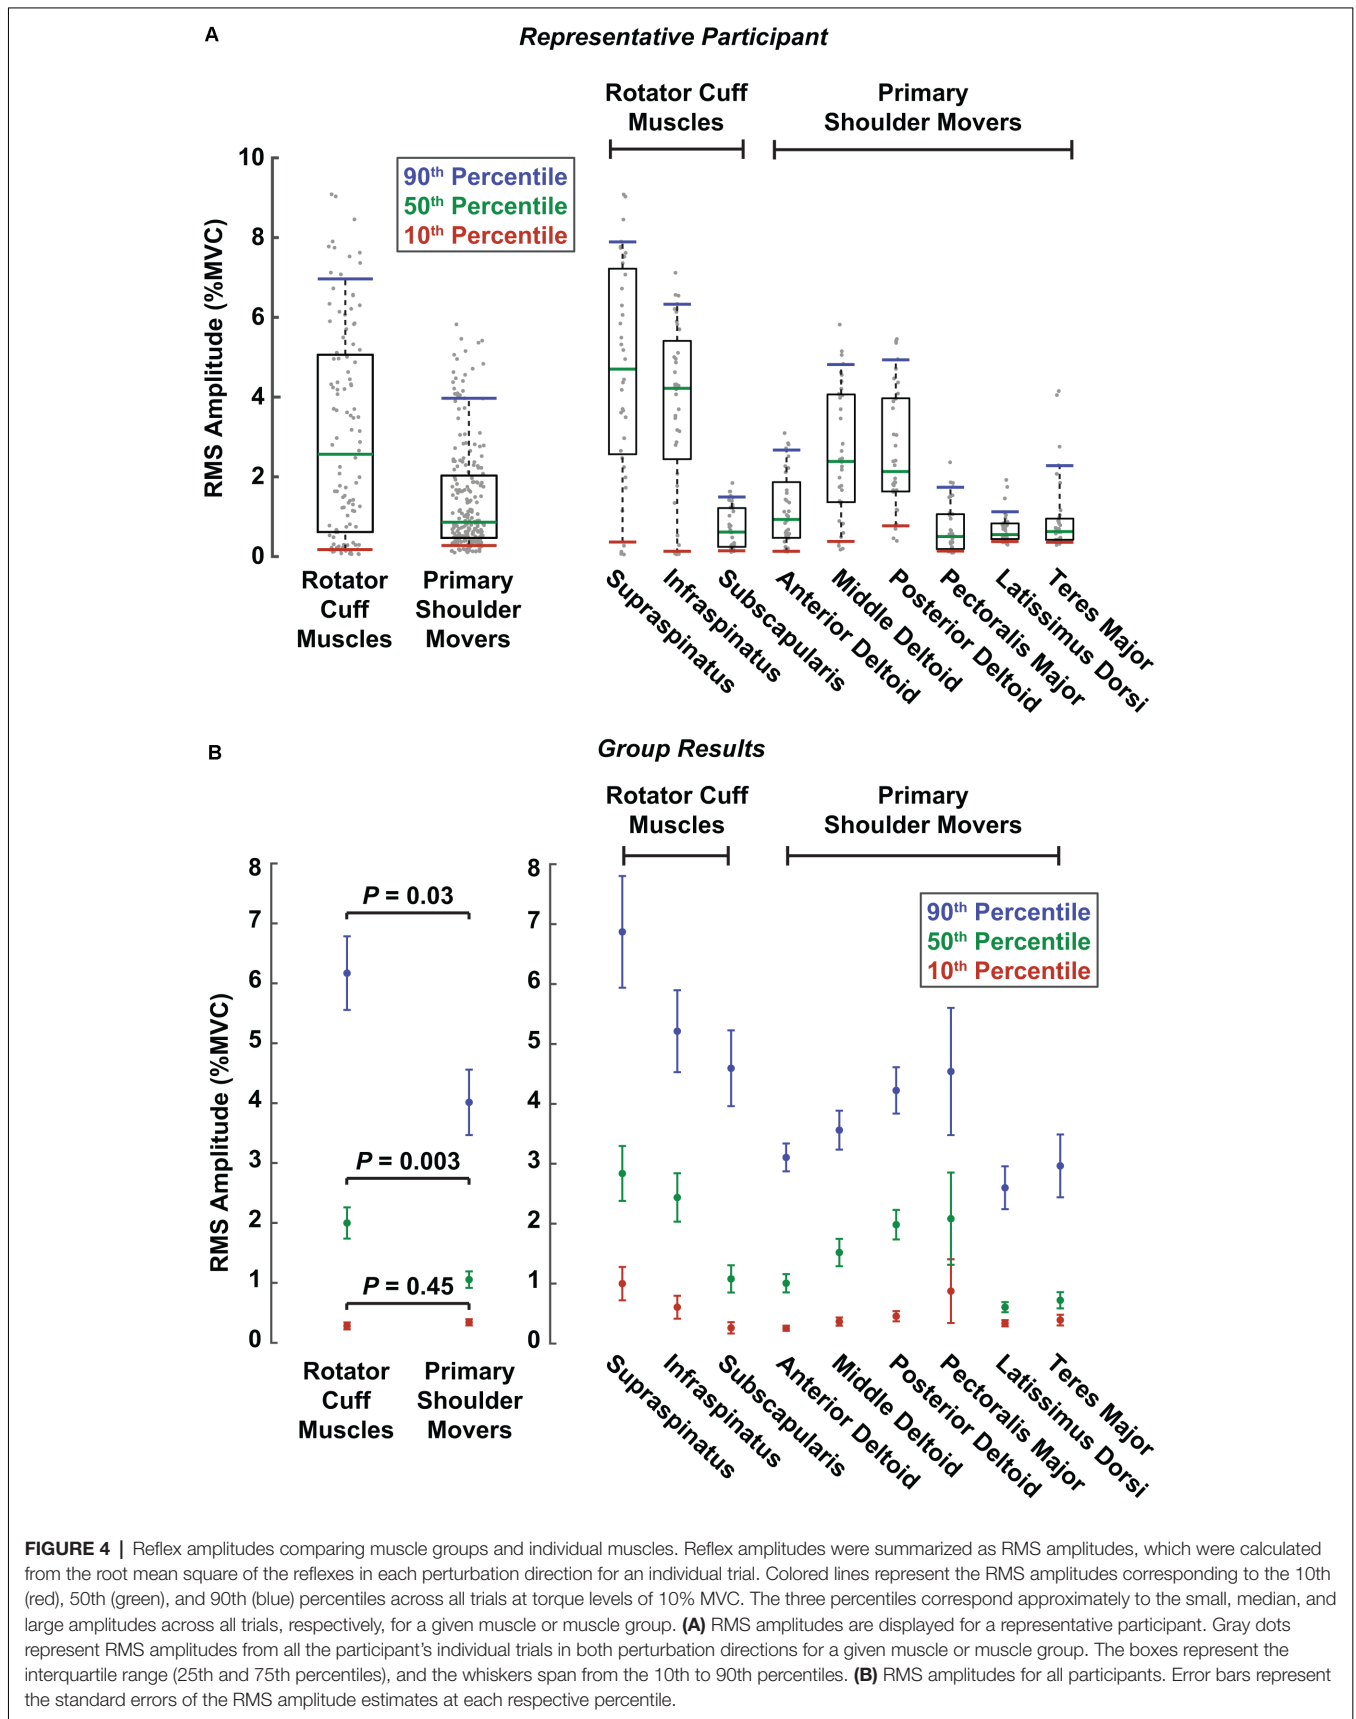 A
Representative Participant
Rotator Cuff
Muscles
Primary
Shoulder Movers
90th Percentile
50th Percentile
10th Percentile
RMS Amplitude (%MVC)
10
8
6
4
2
0
Rotator
Cuff
Muscles
Primary
Shoulder
Movers
Supraspinatus
Infraspinatus
Subscapularis
Anterior Deltoid
Middle Deltoid
Posterior Deltoid
Pectoralis Major
Latissimus Dorsi
Teres Major
B
Group Results
Rotator Cuff
Muscles
Primary
Shoulder Movers
RMS Amplitude (%MVC)
8
7
6
5
4
3
2
1
0
P = 0.03
P = 0.003
P = 0.45
Rotator
Cuff
Muscles
Primary
Shoulder
Movers
8
7
6
5
4
3
2
1
0
90th Percentile
50th Percentile
10th Percentile
Supraspinatus
Infraspinatus
Subscapularis
Anterior Deltoid
Middle Deltoid
Posterior Deltoid
Pectoralis Major
Latissimus Dorsi
Teres Major
FIGURE 4 | Reflex amplitudes comparing muscle groups and individual muscles. Reflex amplitudes were summarized as RMS amplitudes, which were calculated
from the root mean square of the reflexes in each perturbation direction for an individual trial. Colored lines represent the RMS amplitudes corresponding to the 10th
(red), 50th (green), and 90th (blue) percentiles across all trials at torque levels of 10% MVC. The three percentiles correspond approximately to the small, median, and
large amplitudes across all trials, respectively, for a given muscle or muscle group. (A) RMS amplitudes are displayed for a representative participant. Gray dots
represent RMS amplitudes from all the participant's individual trials in both perturbation directions for a given muscle or muscle group. The boxes represent the
interquartile range (25th and 75th percentiles), and the whiskers span from the 10th to 90th percentiles. (B) RMS amplitudes for all participants. Error bars represent
the standard errors of the RMS amplitude estimates at each respective percentile.